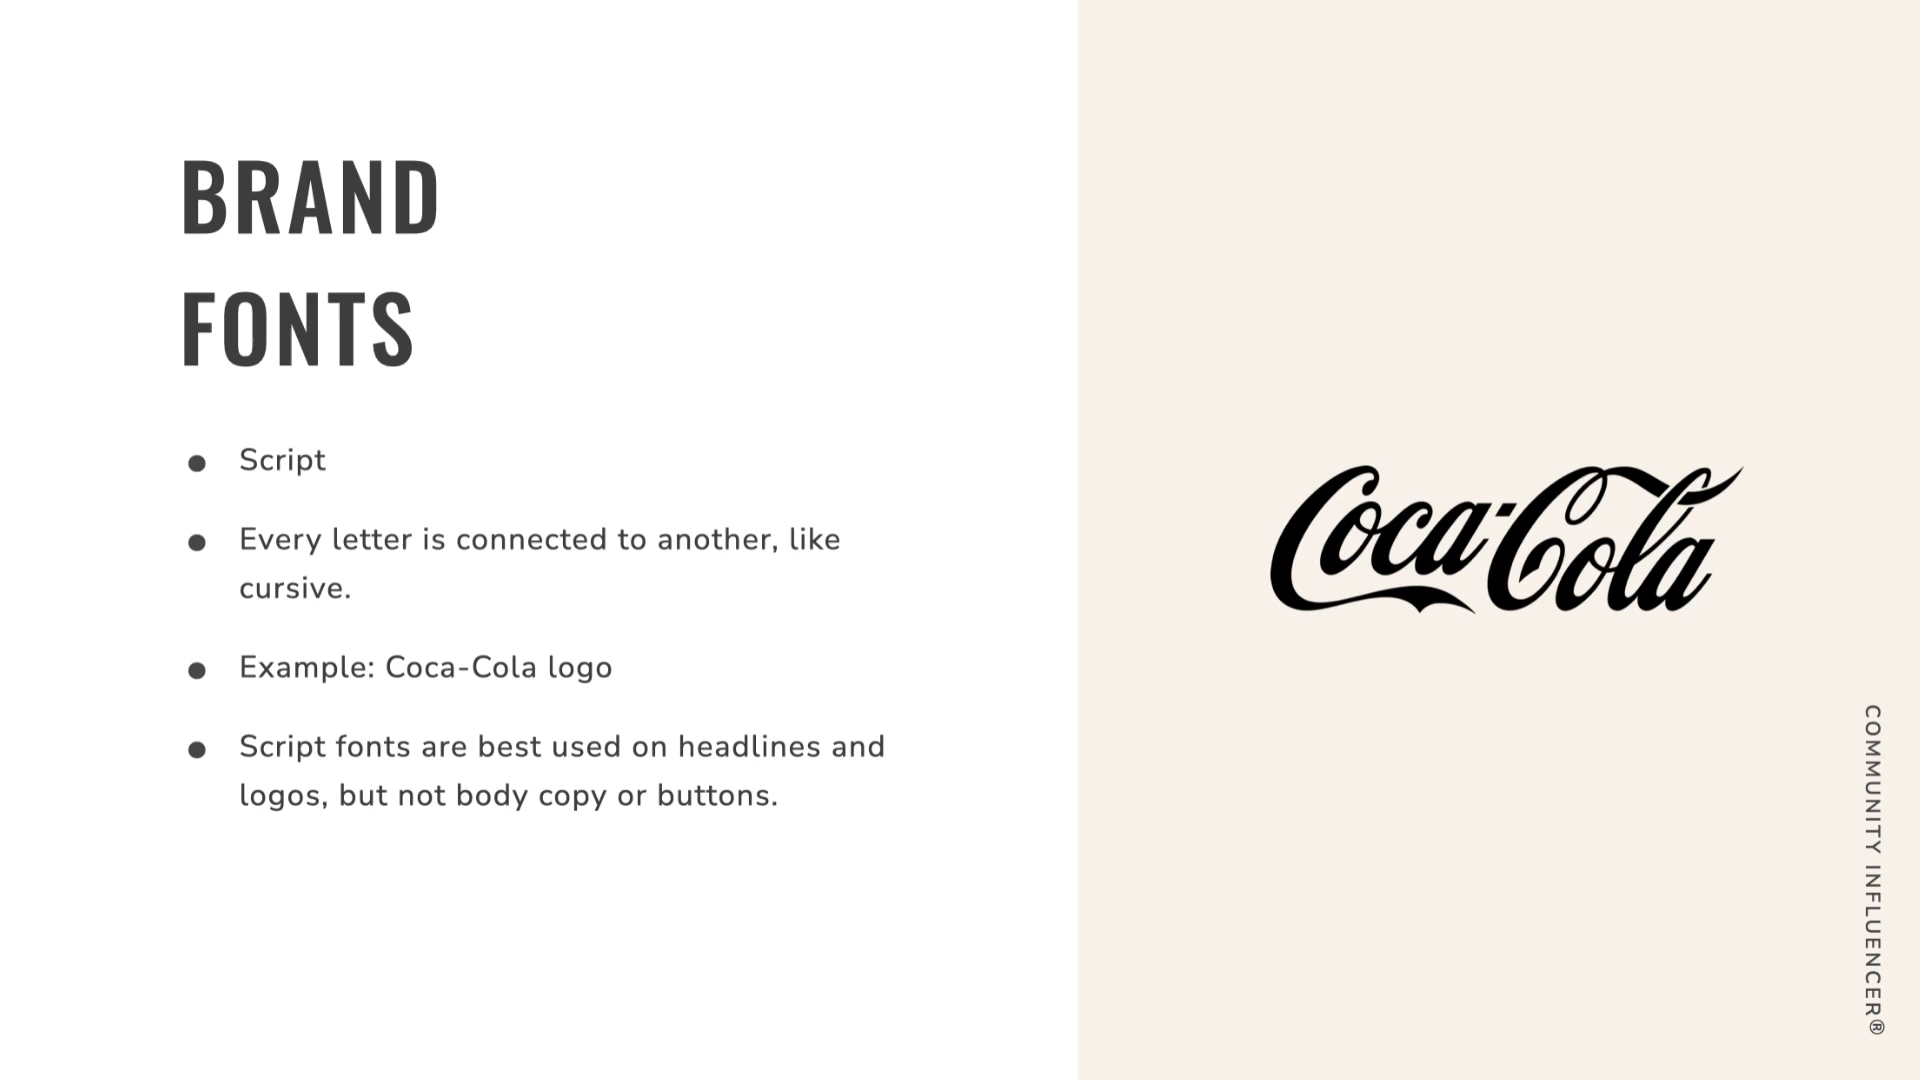 BRAND
FONTS
● Script
● Every letter is connected to another, like
cursive.
● Example: Coca-Cola logo
● Script fonts are best used on headlines and
logos, but not body copy or buttons.
Coca-Cola
COMMUNITY INFLUENCER®